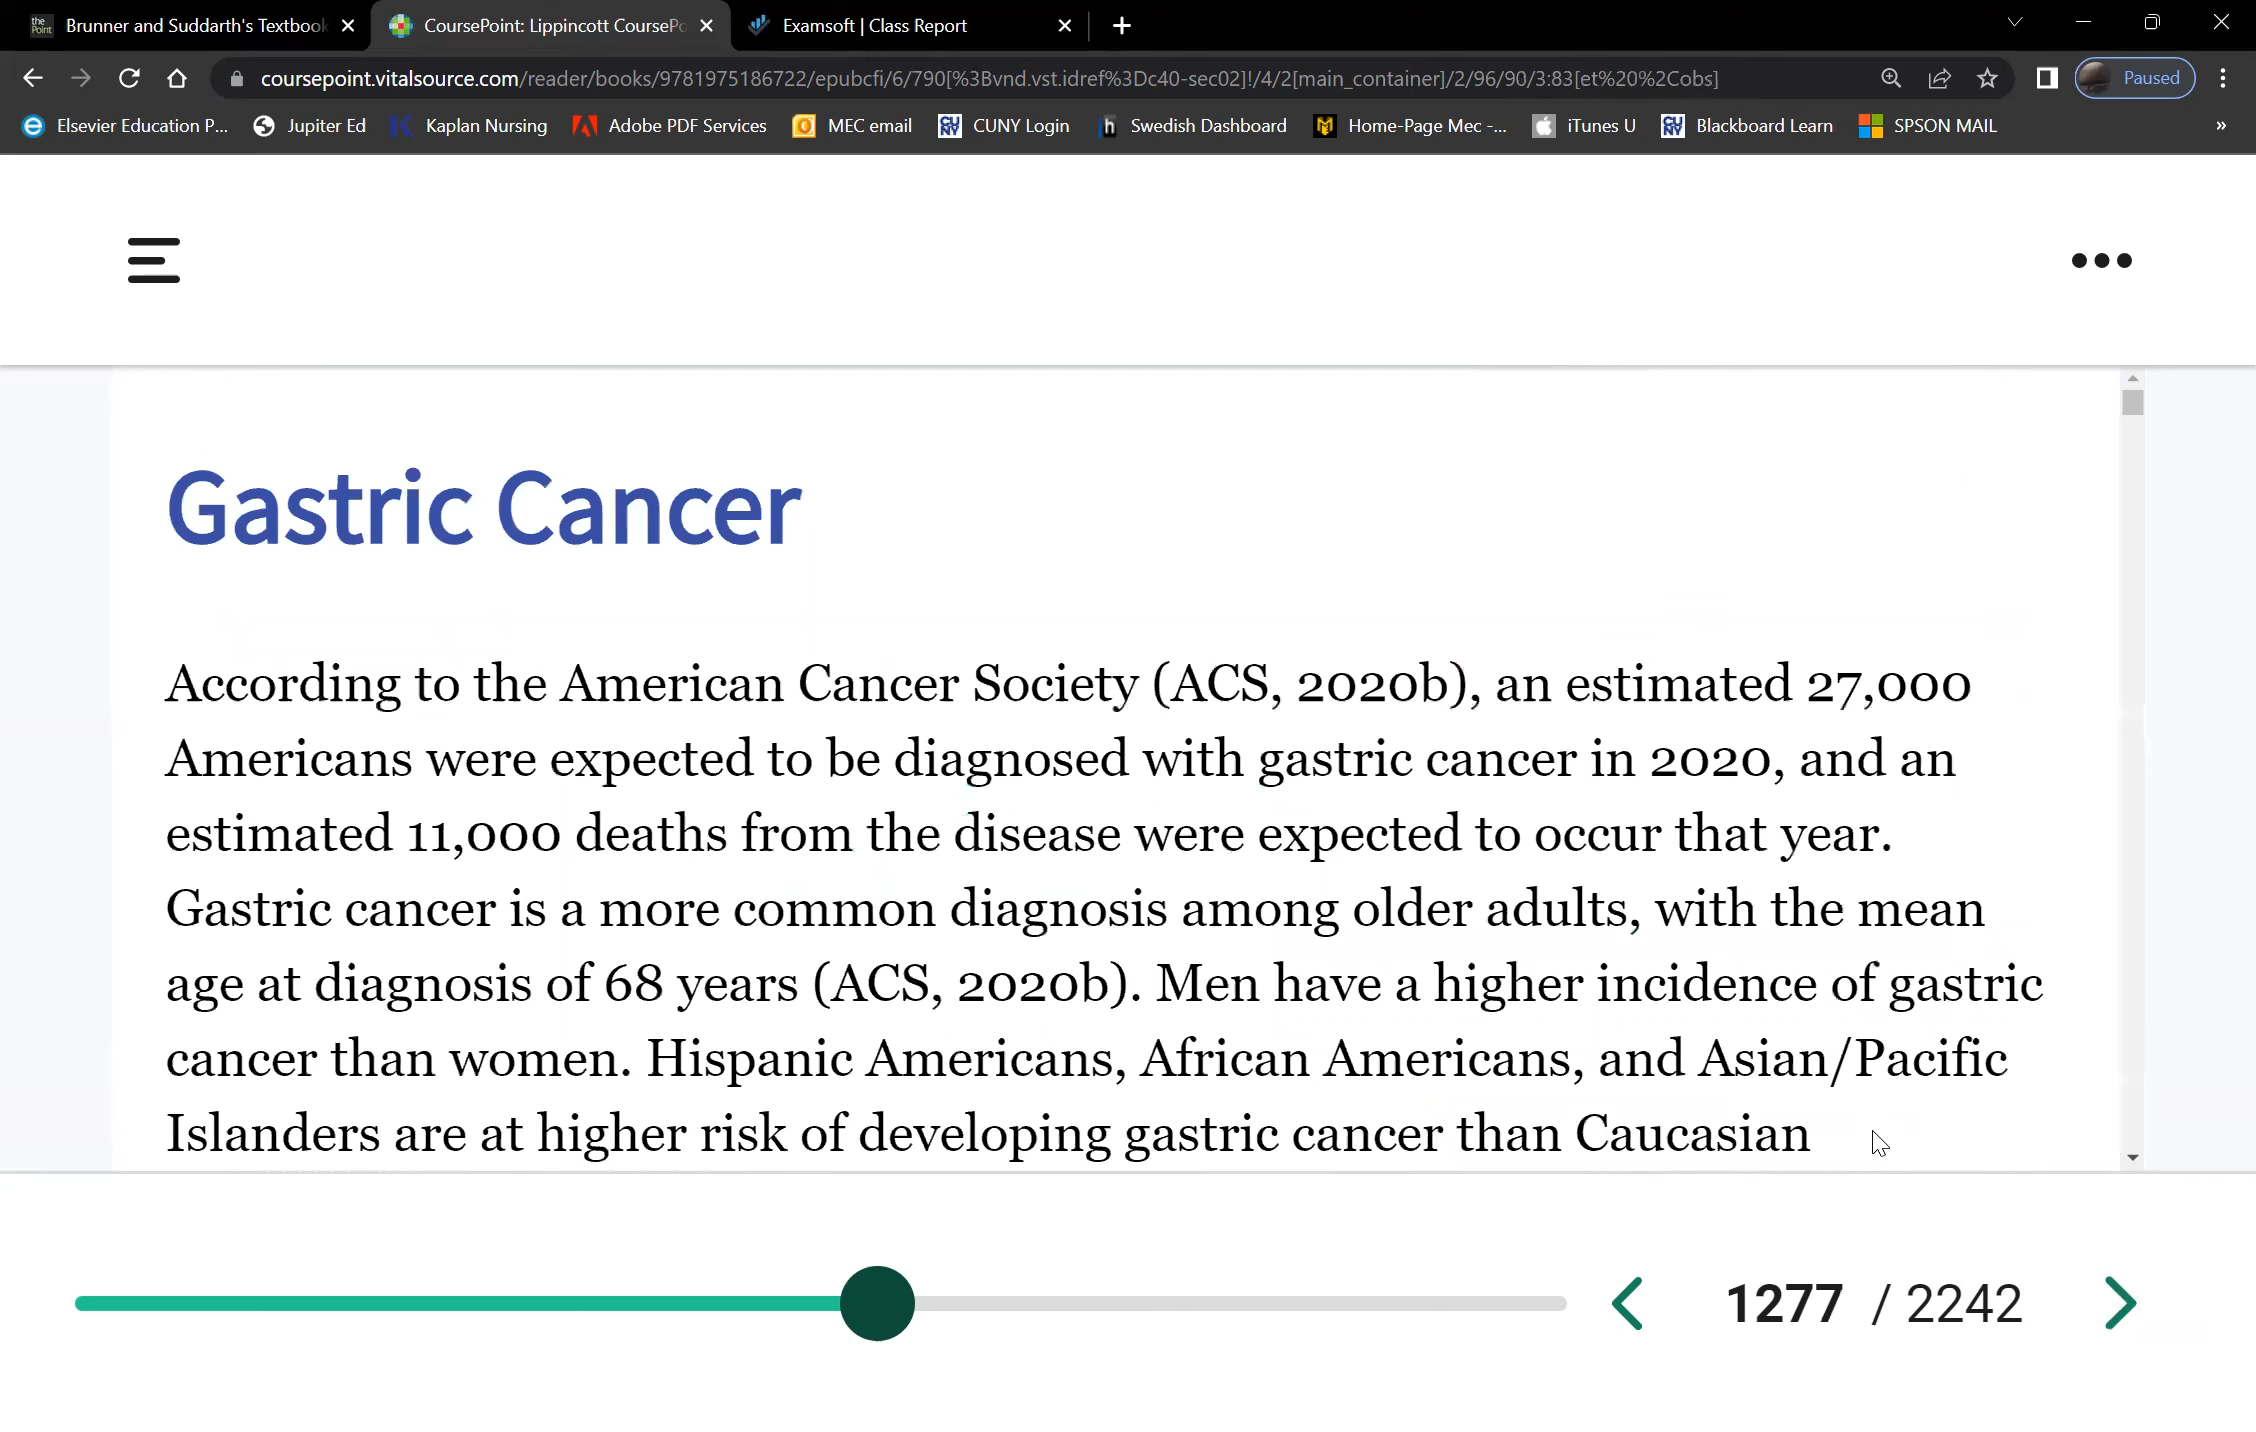 the Point
Brunner and Suddarth's Textbook
CoursePoint: Lippincott CoursePo
Examsoft | Class Report
coursepoint.vitalsource.com/reader/books/9781975186722/epubcfi/6/790[%3Bvnd.vst.idref%3Dc40-sec02]!/4/2[main_container]/2/96/90/3:83[et%20%2Cobs]
Paused
Elsevier Education P...
Jupiter Ed
Kaplan Nursing
Adobe PDF Services
MEC email
CUNY Login
Swedish Dashboard
Home-Page Mec -...
iTunes U
Blackboard Learn
SPSON MAIL
»
Gastric Cancer
According to the American Cancer Society (ACS, 2020b), an estimated 27,000
Americans were expected to be diagnosed with gastric cancer in 2020, and an
estimated 11,000 deaths from the disease were expected to occur that year.
Gastric cancer is a more common diagnosis among older adults, with the mean
age at diagnosis of 68 years (ACS, 2020b). Men have a higher incidence of gastric
cancer than women. Hispanic Americans, African Americans, and Asian/Pacific
Islanders are at higher risk of developing gastric cancer than Caucasian
1277 / 2242